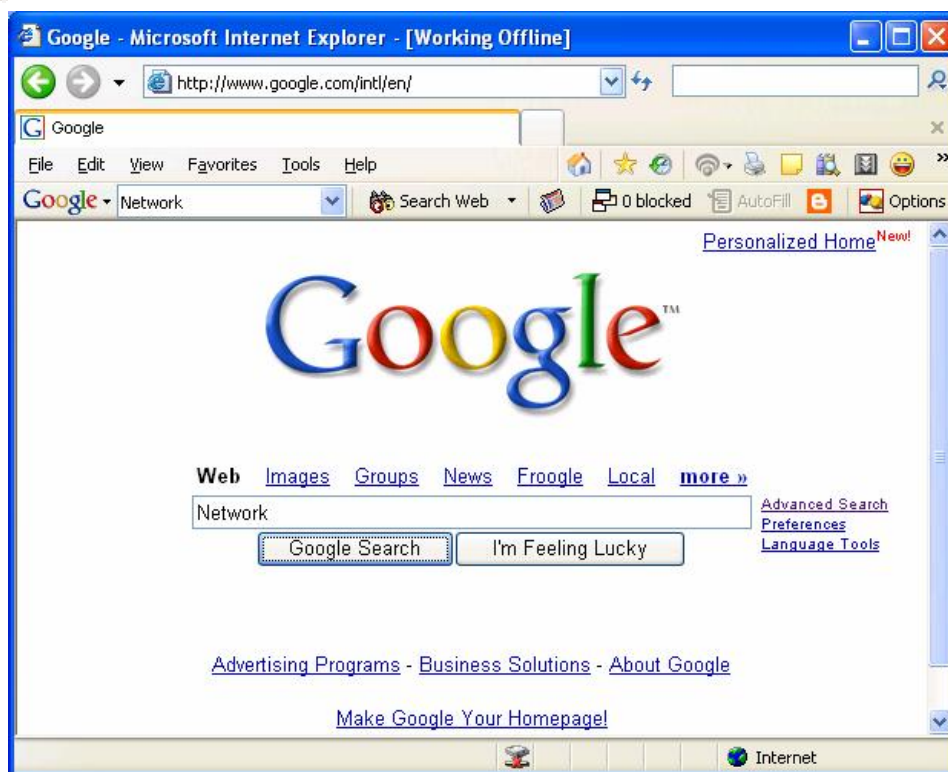 Google - Microsoft Internet Explorer - [Working Offline]
http://www.google.com/intl/en/
G Google
File Edit View Favorites Tools Help »
Google Network Search Web 0 blocked AutoFill Options
Personalized Home New!
Google™
Web Images Groups News Froogle Local more »
Network
Advanced Search
Preferences
Language Tools
Google Search I'm Feeling Lucky
Advertising Programs - Business Solutions - About Google
Make Google Your Homepage!
Internet